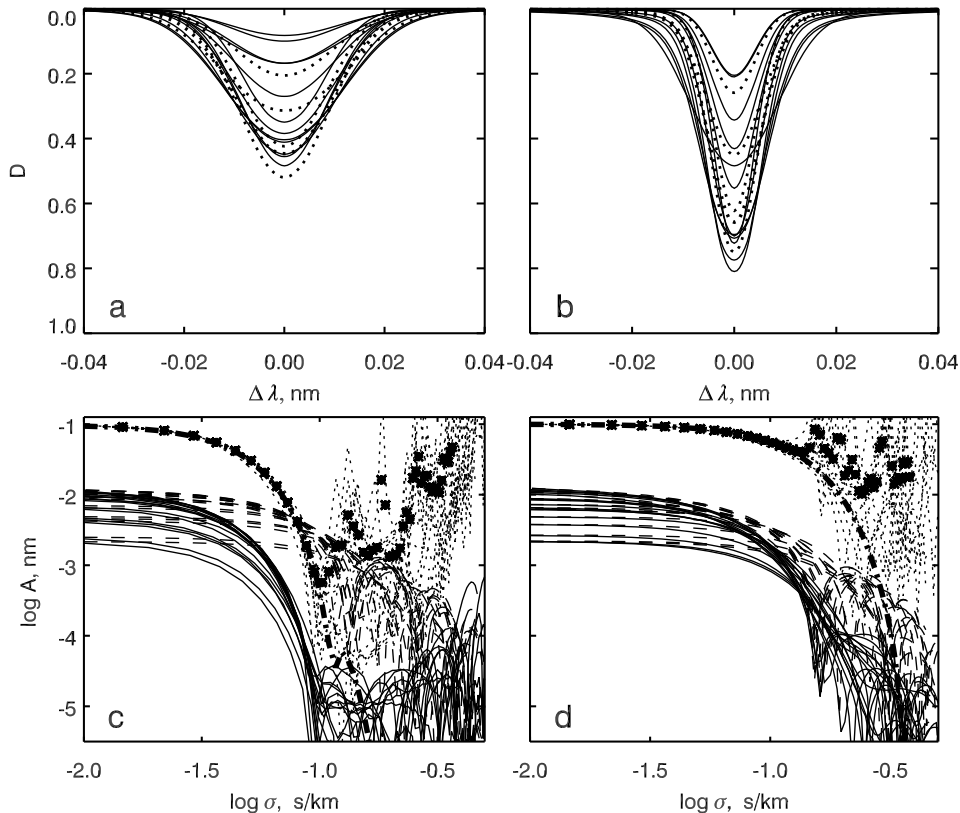 0.0
0.2
0.4
0.6
0.8
1.0
D
a
b
-0.04 -0.02 0.00 0.02 0.04 -0.04 -0.02 0.00 0.02 0.04
Δ λ, nm Δ λ, nm
-1
-2
-3
-4
-5
log A, nm
c
d
-2.0 -1.5 -1.0 -0.5 -2.0 -1.5 -1.0 -0.5
log σ, s/km log σ, s/km